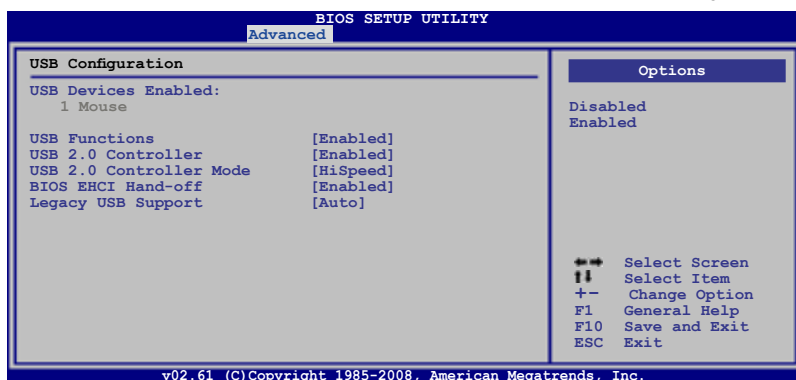 BIOS SETUP UTILITY
Advanced
USB Configuration
USB Devices Enabled:
1 Mouse
USB Functions [Enabled]
USB 2.0 Controller [Enabled]
USB 2.0 Controller Mode [HiSpeed]
BIOS EHCI Hand-off [Enabled]
Legacy USB Support [Auto]
Options
Disabled
Enabled
←→ Select Screen
↑↓ Select Item
+- Change Option
F1 General Help
F10 Save and Exit
ESC Exit
v02.61 (C)Copyright 1985-2008, American Megatrends, Inc.